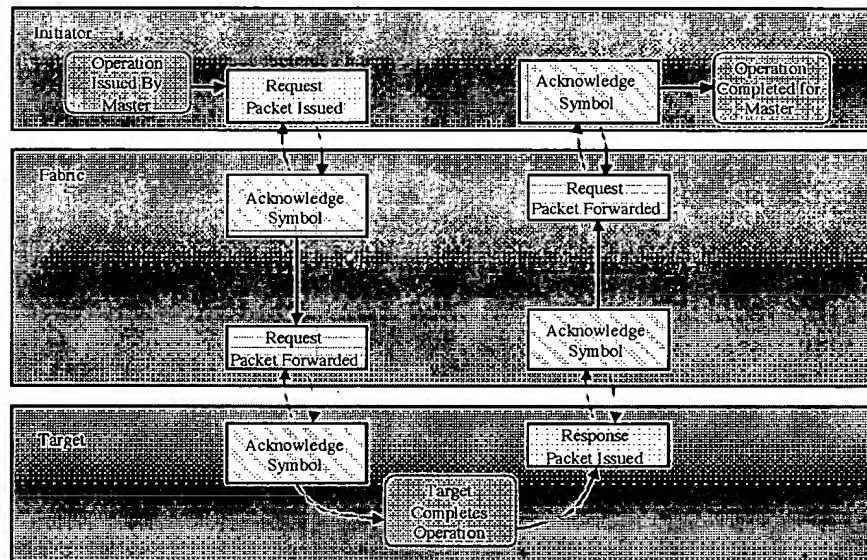 Initiator
Operation
Issued By
Master
Request
Packet Issued
Acknowledge
Symbol
Operation
Completed for
Master
Fabric
Acknowledge
Symbol
Request
Packet Forwarded
Request
Packet Forwarded
Acknowledge
Symbol
Target
Acknowledge
Symbol
Response
Packet Issued
Target
Completes
Operation